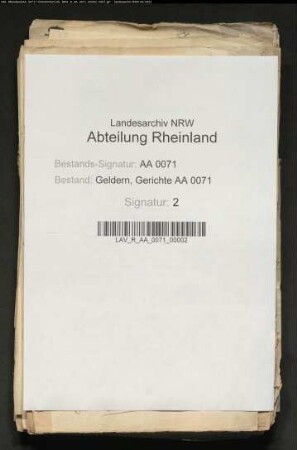 Landesarchiv NRW
Abteilung Rheinland
Bestands-Signatur: AA 0071
Bestand: Geldern, Gerichte AA 0071
Signatur: 2
LAV_R_AA_0071_00002